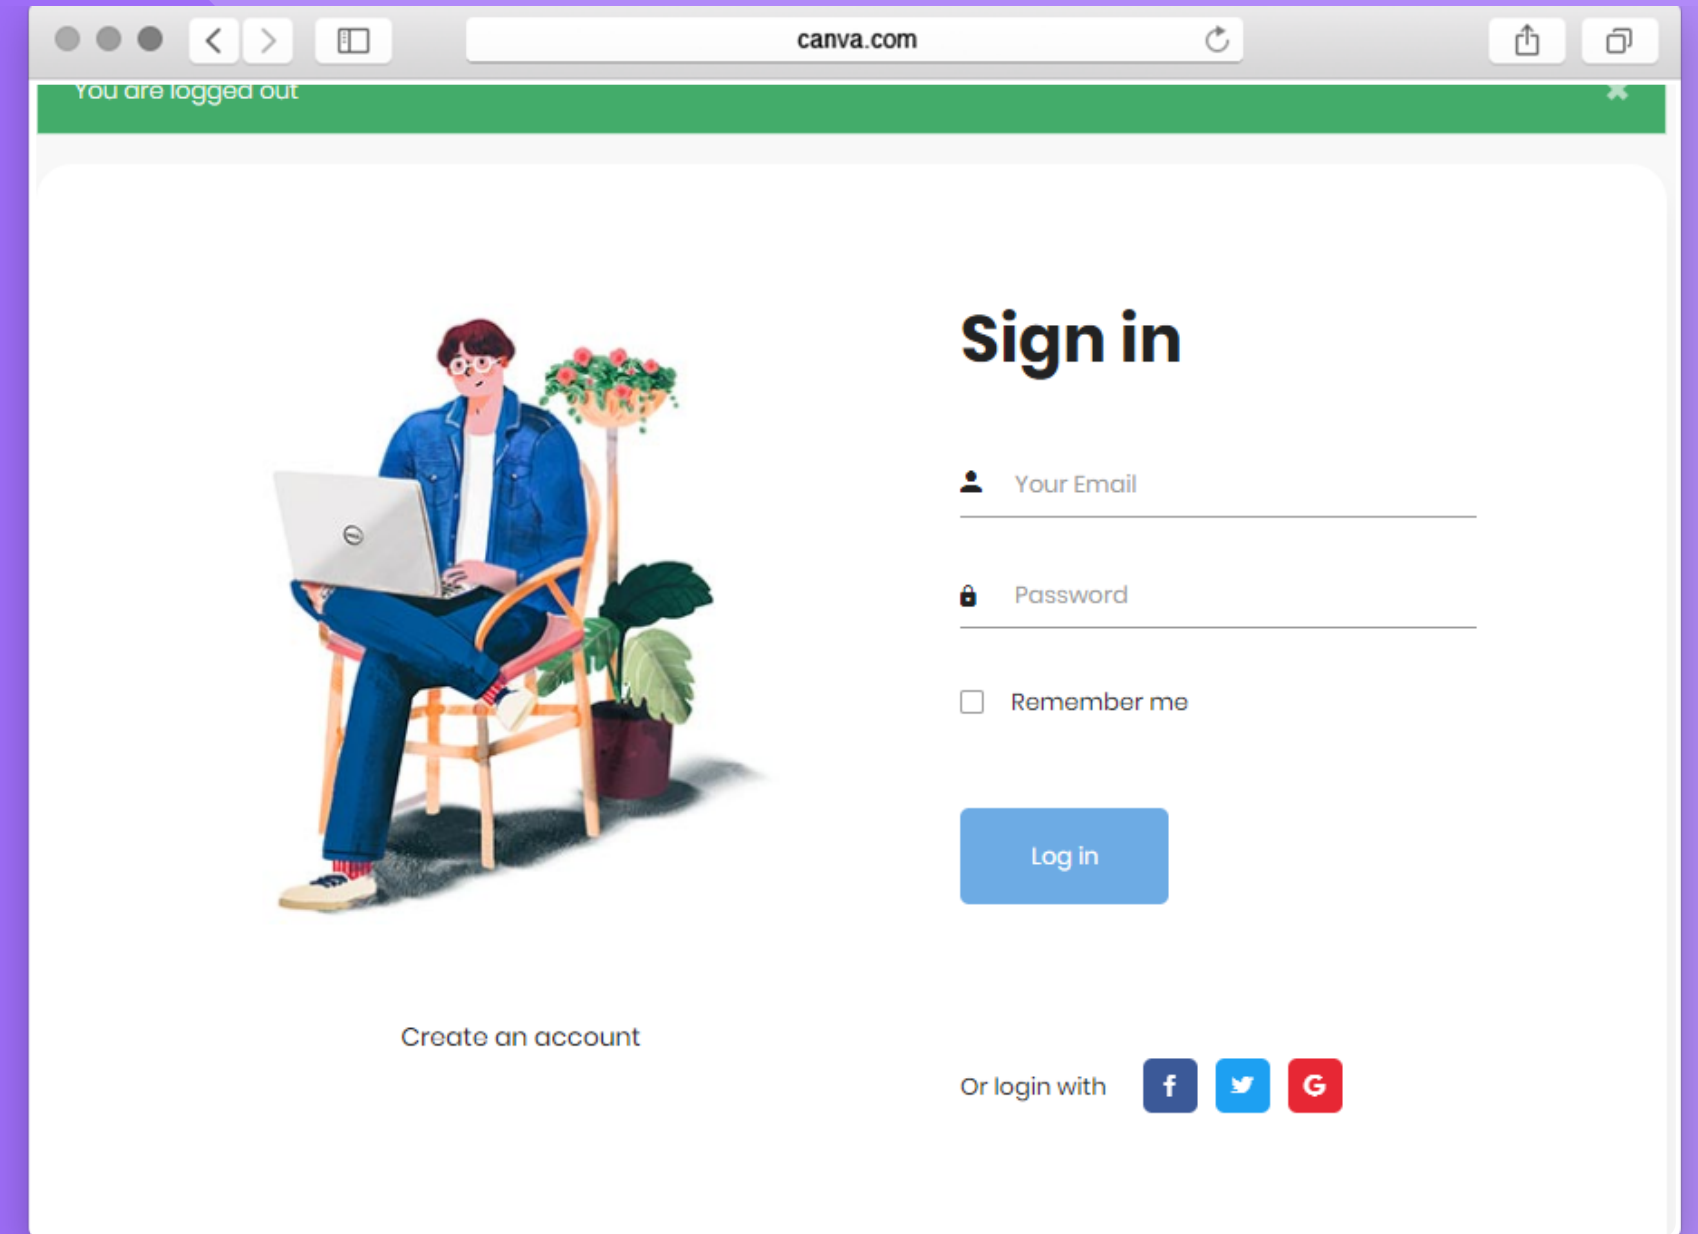 canva.com
You are logged out
Sign in
Your Email
Password
Remember me
Log in
Create an account
Or login with